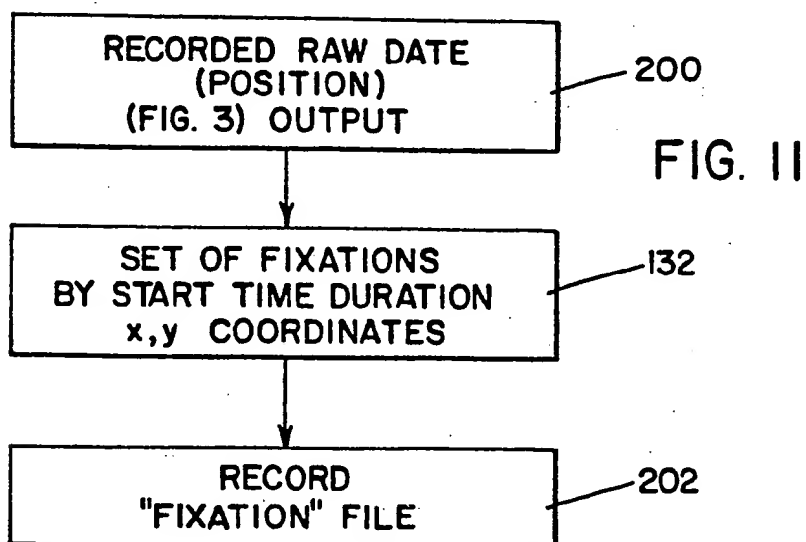 RECORDED RAW DATE
(POSITION)
(FIG. 3) OUTPUT
200
FIG. 11
SET OF FIXATIONS
BY START TIME DURATION
x,y COORDINATES
132
RECORD
"FIXATION" FILE
202